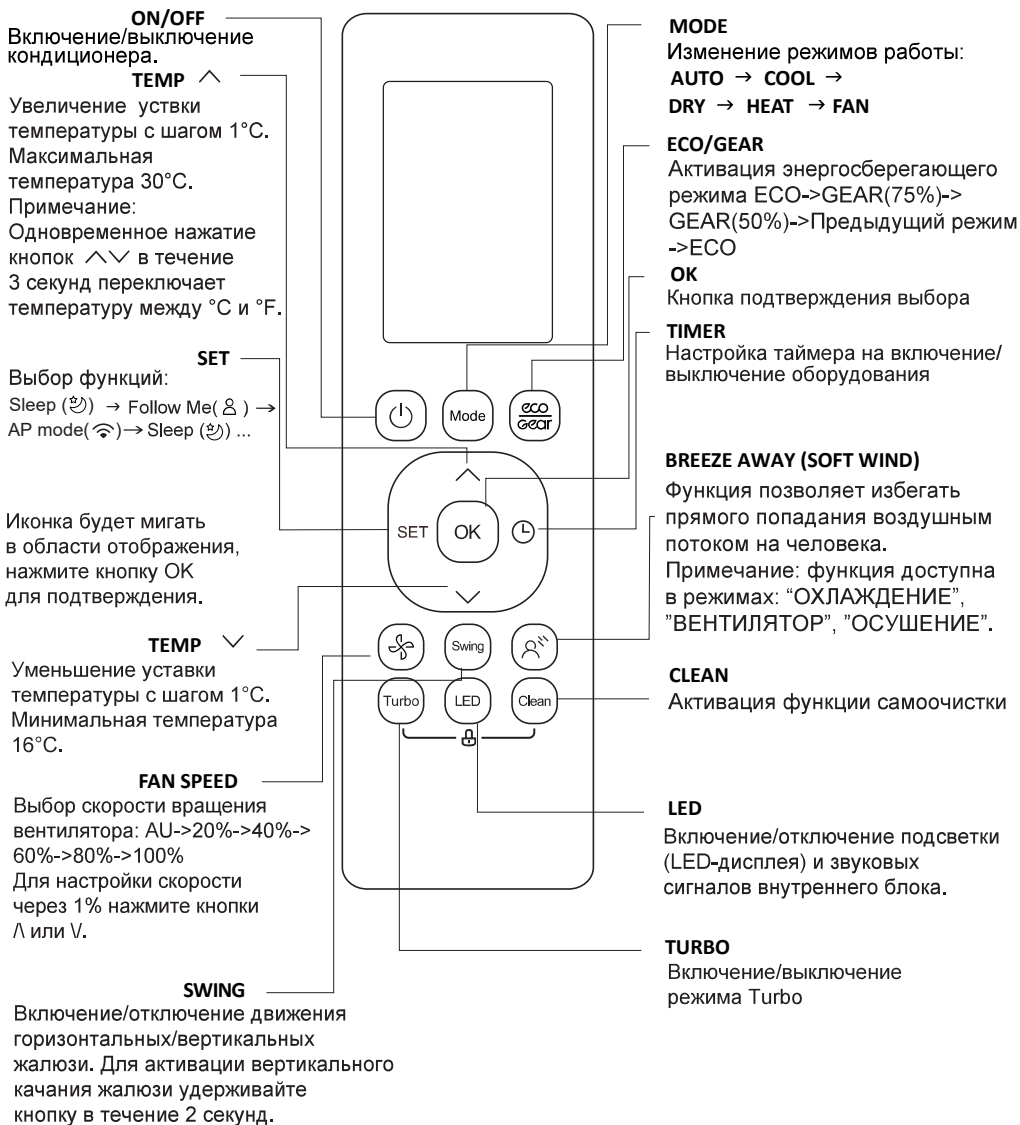 ON/OFF
Включение/выключение
кондиционера.
TEMP ︿
Увеличение уствки
температуры с шагом 1°C.
Максимальная
температура 30°C.
Примечание:
Одновременное нажатие
кнопок ︿﹀ в течение
3 секунд переключает
температуру между °C и °F.
SET
Выбор функций:
Sleep () → Follow Me( ) →
AP mode( )→ Sleep () ...
Иконка будет мигать
в области отображения,
нажмите кнопку OK
для подтверждения.
TEMP ﹀
Уменьшение уставки
температуры с шагом 1°C.
Минимальная температура
16°C.
FAN SPEED
Выбор скорости вращения
вентилятора: AU->20%->40%->
60%->80%->100%
Для настройки скорости
через 1% нажмите кнопки
/\ или \/.
SWING
Включение/отключение движения
горизонтальных/вертикальных
жалюзи. Для активации вертикального
качания жалюзи удерживайте
кнопку в течение 2 секунд.
Mode
eco
Gear
SET
OK
Swing
Turbo
LED
Clean
MODE
Изменение режимов работы:
AUTO → COOL →
DRY → HEAT → FAN
ECO/GEAR
Активация энергосберегающего
режима ECO->GEAR(75%)->
GEAR(50%)->Предыдущий режим
->ECO
OK
Кнопка подтверждения выбора
TIMER
Настройка таймера на включение/
выключение оборудования
BREEZE AWAY (SOFT WIND)
Функция позволяет избегать
прямого попадания воздушным
потоком на человека.
Примечание: функция доступна
в режимах: “ОХЛАЖДЕНИЕ”,
”ВЕНТИЛЯТОР”, ”ОСУШЕНИЕ”.
CLEAN
Активация функции самоочистки
LED
Включение/отключение подсветки
(LED-дисплея) и звуковых
сигналов внутреннего блока.
TURBO
Включение/выключение
режима Turbo